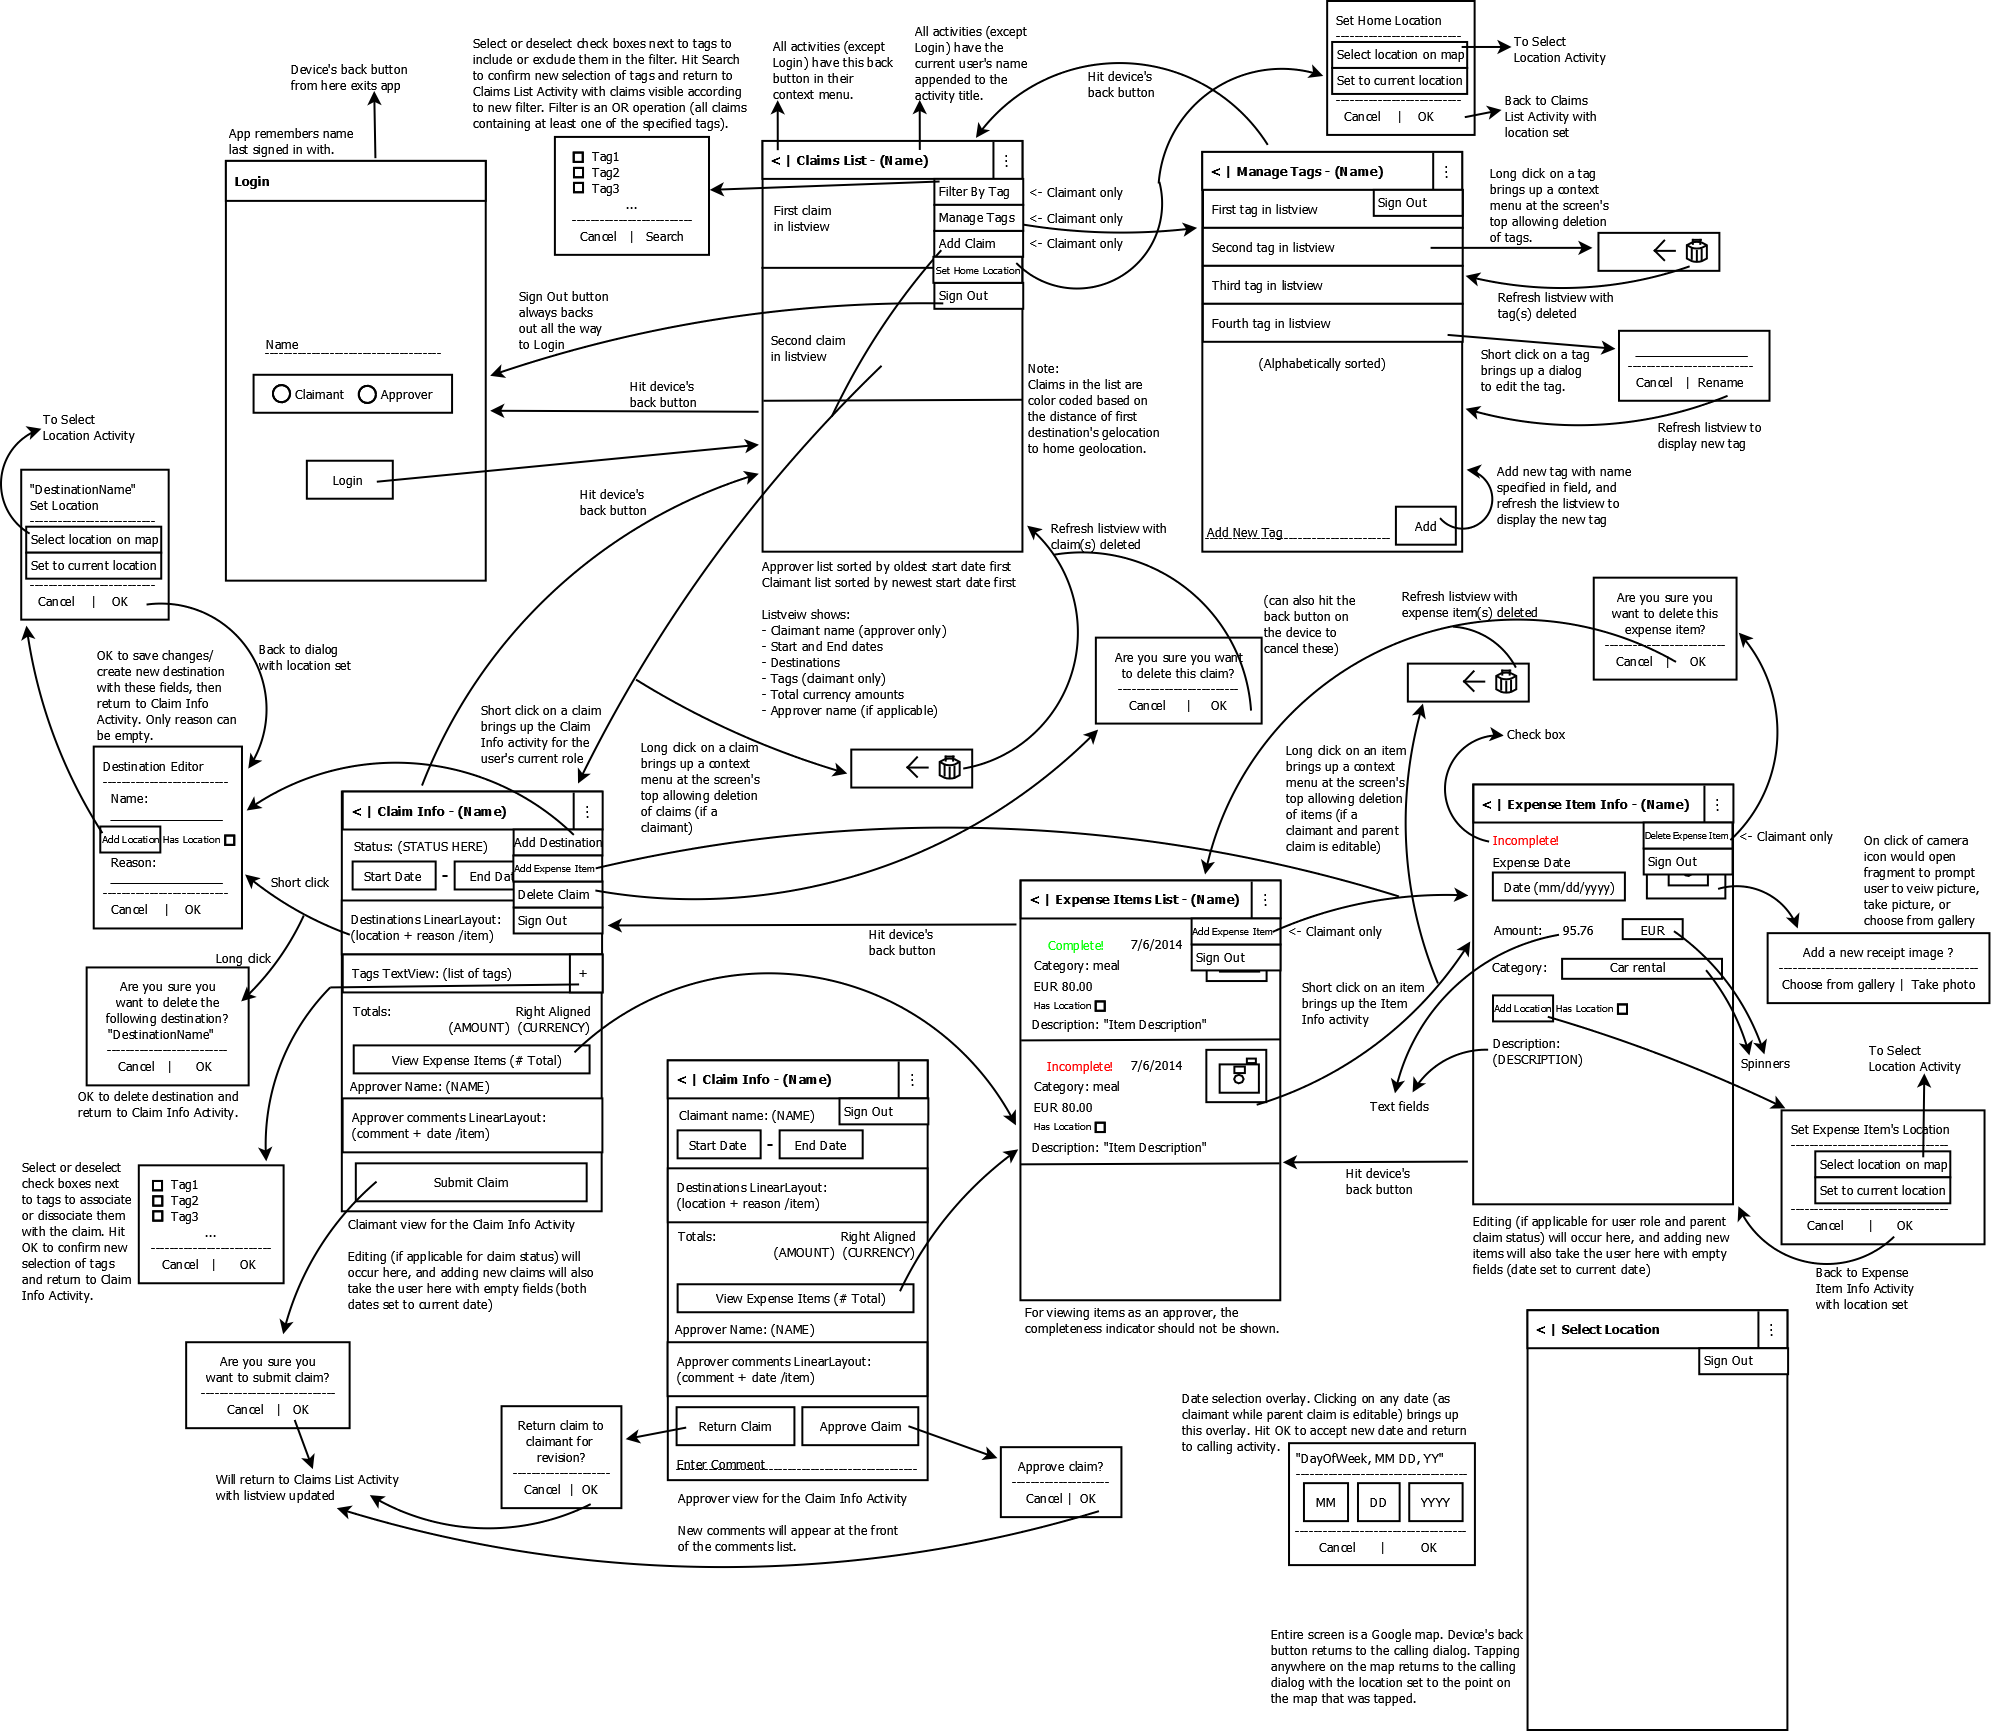 Set Home Location
Select location on map
Set to current location
Cancel | OK
To Select
Location Activity
Back to Claims
List Activity with
location set
Device's back button
from here exits app
Select or deselect check boxes next to tags to
include or exclude them in the filter. Hit Search
to confirm new selection of tags and return to
Claims List Activity with claims visible according
to new filter. Filter is an OR operation (all claims
containing at least one of the specified tags).
All activities (except
Login) have this back
button in their
context menu.
All activities (except
Login) have the
current user's name
appended to the
activity title.
Hit device's
back button
App remembers name
last signed in with.
Login
Name
Claimant
Approver
Login
Tag1
Tag2
Tag3
...
Cancel | Search
< | Claims List - (Name)
Filter By Tag
Manage Tags
Add Claim
Set Home Location
Sign Out
<- Claimant only
<- Claimant only
<- Claimant only
First claim
in listview
Second claim
in listview
Sign Out button
always backs
out all the way
to Login
Hit device's
back button
Hit device's
back button
Note:
Claims in the list are
color coded based on
the distance of first
destination's gelocation
to home geolocation.
< | Manage Tags - (Name)
Sign Out
First tag in listview
Second tag in listview
Third tag in listview
Fourth tag in listview
(Alphabetically sorted)
Add New Tag
Add
Long click on a tag
brings up a context
menu at the screen's
top allowing deletion
of tags.
Refresh listview with
tag(s) deleted
Short click on a tag
brings up a dialog
to edit the tag.
Cancel | Rename
Refresh listview to
display new tag
Add new tag with name
specified in field, and
refresh the listview to
display the new tag
To Select
Location Activity
"DestinationName"
Set Location
Select location on map
Set to current location
Cancel | OK
Back to dialog
with location set
OK to save changes/
create new destination
with these fields, then
return to Claim Info
Activity. Only reason can
be empty.
Destination Editor
Name:
Add Location
Has Location
Reason:
Cancel | OK
Short click
Long click
Are you sure you
want to delete the
following destination?
"DestinationName"
Cancel | OK
OK to delete destination and
return to Claim Info Activity.
Approver list sorted by oldest start date first
Claimant list sorted by newest start date first
Listveiw shows:
- Claimant name (approver only)
- Start and End dates
- Destinations
- Tags (claimant only)
- Total currency amounts
- Approver name (if applicable)
Refresh listview with
claim(s) deleted
Are you sure you want
to delete this claim?
Cancel | OK
(can also hit the
back button on
the device to
cancel these)
Short click on a claim
brings up the Claim
Info activity for the
user's current role
Long click on a claim
brings up a context
menu at the screen's
top allowing deletion
of claims (if a
claimant)
Refresh listview with
expense item(s) deleted
Are you sure you
want to delete this
expense item?
Cancel | OK
Long click on an item
brings up a context
menu at the screen's
top allowing deletion
of items (if a
claimant and parent
claim is editable)
Check box
< | Claim Info - (Name)
Add Destination
Add Expense Item
Delete Claim
Sign Out
Status: (STATUS HERE)
Start Date
-
End Dat
Destinations LinearLayout:
(location + reason /item)
Tags TextView: (list of tags)
+
Totals:
Right Aligned
(AMOUNT) (CURRENCY)
View Expense Items (# Total)
Approver Name: (NAME)
Approver comments LinearLayout:
(comment + date /item)
Submit Claim
Claimant view for the Claim Info Activity
Editing (if applicable for claim status) will
occur here, and adding new claims will also
take the user here with empty fields (both
dates set to current date)
Select or deselect
check boxes next
to tags to associate
or dissociate them
with the claim. Hit
OK to confirm new
selection of tags
and return to Claim
Info Activity.
Tag1
Tag2
Tag3
...
Cancel | OK
Are you sure you
want to submit claim?
Cancel | OK
Will return to Claims List Activity
with listview updated
Hit device's
back button
< | Claim Info - (Name)
Sign Out
Claimant name: (NAME)
Start Date
-
End Date
Destinations LinearLayout:
(location + reason /item)
Totals:
Right Aligned
(AMOUNT) (CURRENCY)
View Expense Items (# Total)
Approver Name: (NAME)
Approver comments LinearLayout:
(comment + date /item)
Return Claim
Approve Claim
Enter Comment
Approver view for the Claim Info Activity
New comments will appear at the front
of the comments list.
Return claim to
claimant for
revision?
Cancel | OK
Approve claim?
Cancel | OK
< | Expense Items List - (Name)
Add Expense Item
Sign Out
<- Claimant only
Complete!
7/6/2014
Category: meal
EUR 80.00
Has Location
Description: "Item Description"
Incomplete!
7/6/2014
Category: meal
EUR 80.00
Has Location
Description: "Item Description"
For viewing items as an approver, the
completeness indicator should not be shown.
Short click on an item
brings up the Item
Info activity
Text fields
Hit device's
back button
< | Expense Item Info - (Name)
Delete Expense Item
Sign Out
<- Claimant only
Incomplete!
Expense Date
Date (mm/dd/yyyy)
Amount:
95.76
EUR
Category:
Car rental
Add Location
Has Location
Description:
(DESCRIPTION)
Spinners
On click of camera
icon would open
fragment to prompt
user to veiw picture,
take picture, or
choose from gallery
Add a new receipt image ?
Choose from gallery | Take photo
To Select
Location Activity
Set Expense Item's Location
Select location on map
Set to current location
Cancel | OK
Back to Expense
Item Info Activity
with location set
Editing (if applicable for user role and parent
claim status) will occur here, and adding new
items will also take the user here with empty
fields (date set to current date)
< | Select Location
Sign Out
Date selection overlay. Clicking on any date (as
claimant while parent claim is editable) brings up
this overlay. Hit OK to accept new date and return
to calling activity.
"DayOfWeek, MM DD, YY"
MM
DD
YYYY
Cancel | OK
Entire screen is a Google map. Device's back
button returns to the calling dialog. Tapping
anywhere on the map returns to the calling
dialog with the location set to the point on
the map that was tapped.